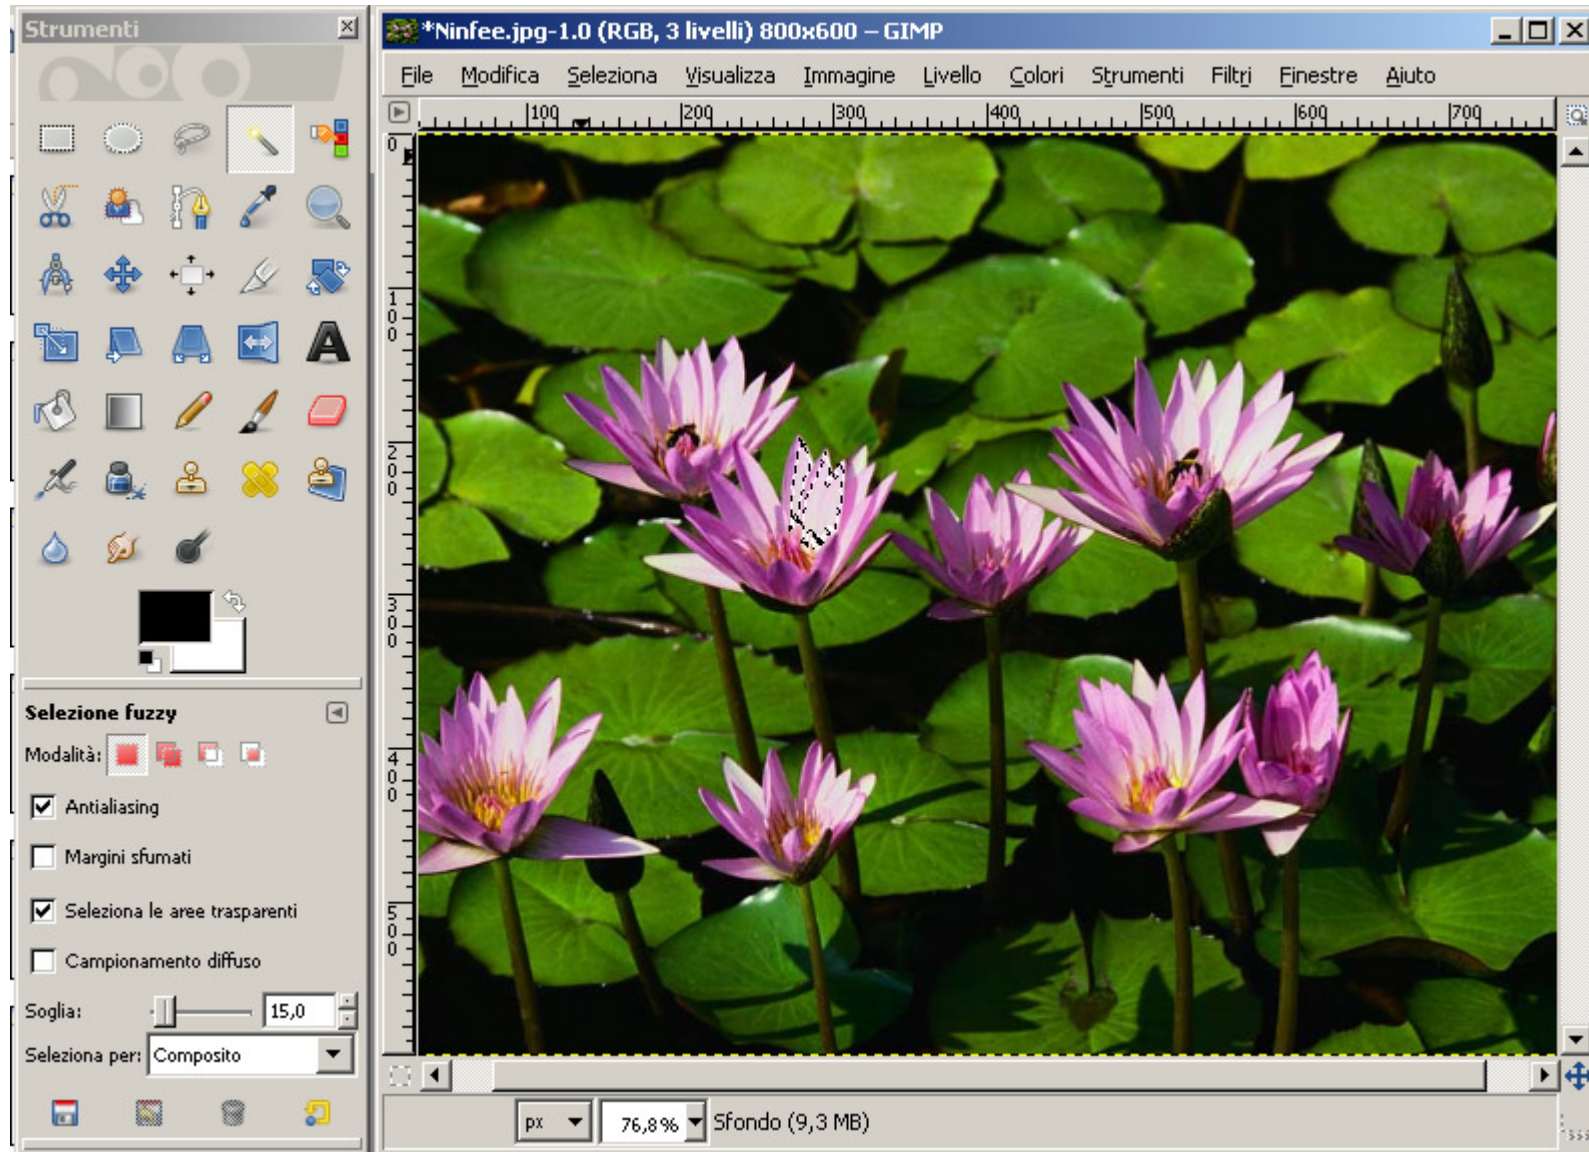 Strumenti
*Ninfee.jpg-1.0 (RGB, 3 livelli) 800x600 – GIMP
File Modifica Seleziona Visualizza Immagine Livello Colori Strumenti Filtri Finestre Aiuto
100 200 300 400 500 600 700
0
100
200
300
400
500
Selezione fuzzy
Modalità:
Antialiasing
Margini sfumati
Seleziona le aree trasparenti
Campionamento diffuso
Soglia: 15,0
Seleziona per: Composito
px 76,8% Sfondo (9,3 MB)